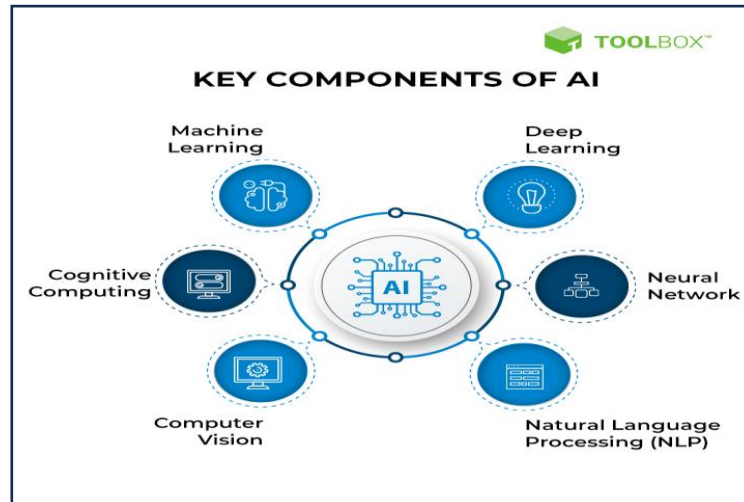 TOOLBOX™
KEY COMPONENTS OF AI
Machine
Learning
Deep
Learning
Cognitive
Computing
AI
Neural
Network
Computer
Vision
Natural Language
Processing (NLP)